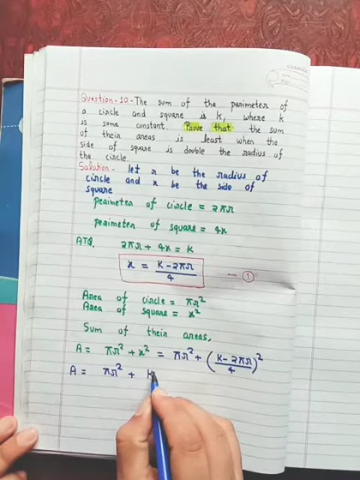 Question-10-The sum of the perimeter of
a circle and square is k, where k
is some constant. Prove that the sum
of their areas is least when the
side of square is double the radius of
the circle.
Solution- let r be the radius of
circle and x be the side of
square
perimeter of circle = 2πr
perimeter of square = 4x
ATQ, 2πr + 4x = k
x = (k-2πr)/4 — ①
Area of circle = πr²
Area of square = x²
Sum of their areas,
A = πr² + x² = πr² + ((k-2πr)/4)²
A = πr² + k